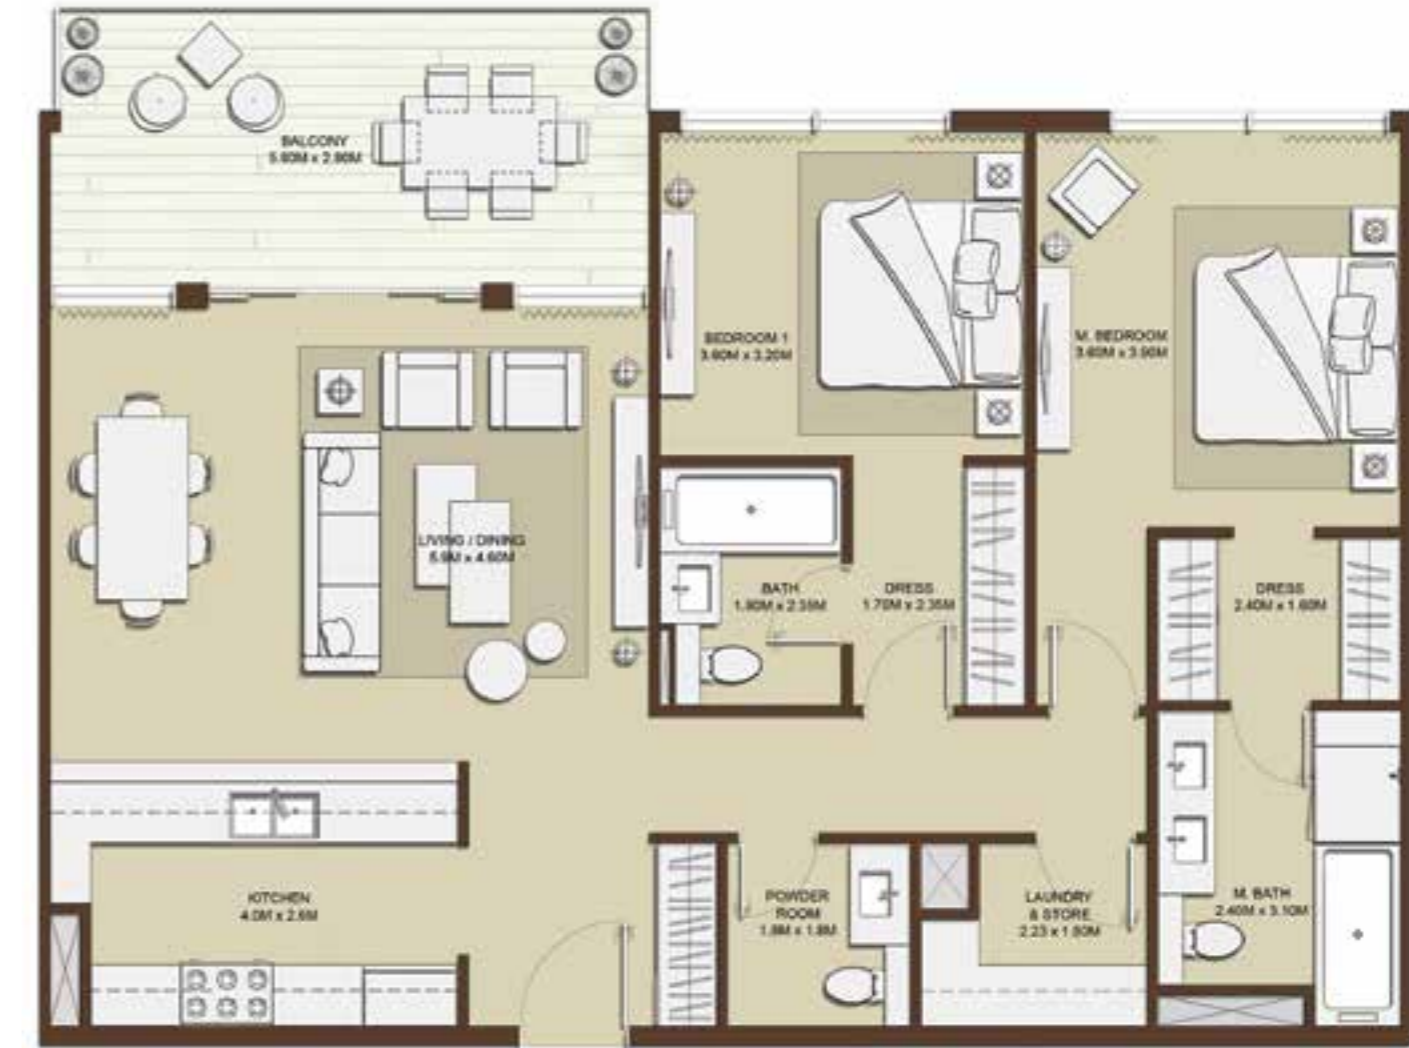 BALCONY
5.80M x 2.80M
BEDROOM 1
3.60M x 3.20M
M. BEDROOM
3.60M x 3.90M
LIVING / DINING
5.9M x 4.60M
BATH
1.80M x 2.35M
DRESS
1.70M x 2.35M
DRESS
2.40M x 1.60M
KITCHEN
4.0M x 2.6M
POWDER
ROOM
1.8M x 1.8M
LAUNDRY
& STORE
2.23 x 1.80M
M. BATH
2.40M x 3.10M